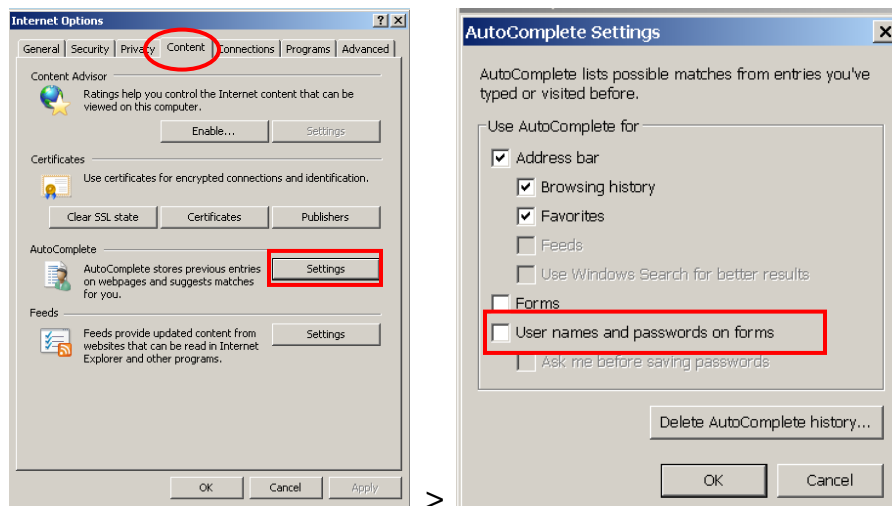 Internet Options
General Security Privacy Content Connections Programs Advanced
Content Advisor
Ratings help you control the Internet content that can be
viewed on this computer.
Enable... Settings
Certificates
Use certificates for encrypted connections and identification.
Clear SSL state Certificates Publishers
AutoComplete
AutoComplete stores previous entries
on webpages and suggests matches
for you.
Settings
Feeds
Feeds provide updated content from
websites that can be read in Internet
Explorer and other programs.
Settings
OK Cancel Apply
>
AutoComplete Settings
AutoComplete lists possible matches from entries you've
typed or visited before.
Use AutoComplete for
Address bar
Browsing history
Favorites
Feeds
Use Windows Search for better results
Forms
User names and passwords on forms
Ask me before saving passwords
Delete AutoComplete history...
OK Cancel